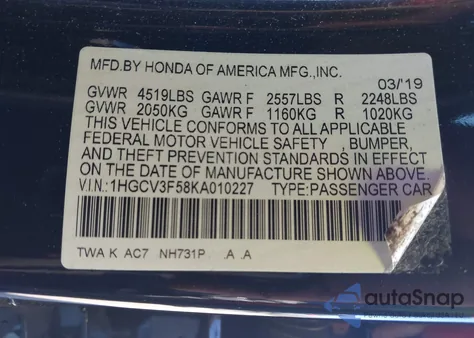 MFD.BY HONDA OF AMERICA MFG.,INC.
03/'19
GVWR 4519LBS GAWR F 2557LBS R 2248LBS
GVWR 2050KG GAWR F 1160KG R 1020KG
THIS VEHICLE CONFORMS TO ALL APPLICABLE
FEDERAL MOTOR VEHICLE SAFETY , BUMPER,
AND THEFT PREVENTION STANDARDS IN EFFECT
ON THE DATE OF MANUFACTURE SHOWN ABOVE.
V.I.N.:1HGCV3F58KA010227 TYPE:PASSENGER CAR
TWA K AC7 NH731P .A .A
autoSnap